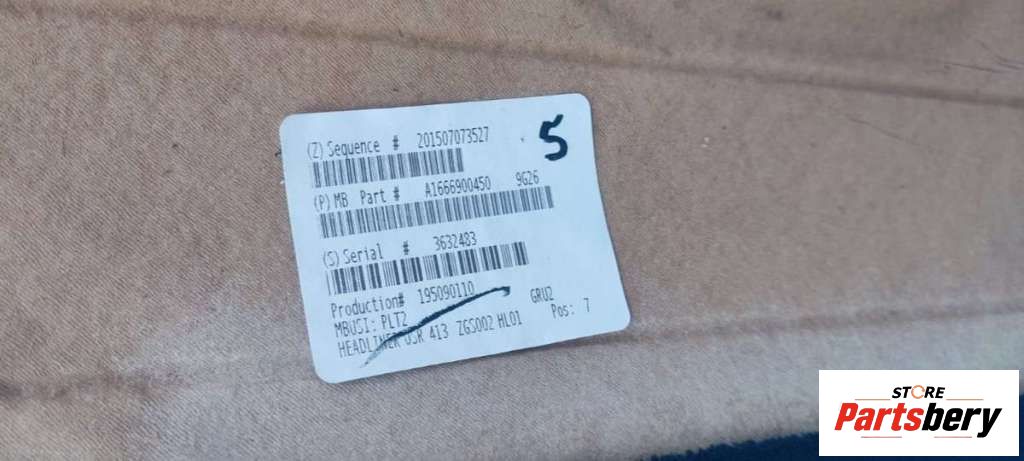 (Z) Sequence # 201507073527
5
(P) MB Part # A1666900450 9G26
(S) Serial # 3632483
Production# 195090110
MBUSI: PLT2 GRU2
HEADLINER USR 413 ZGS002 HL01 Pos: 7
STORE
Partsbery